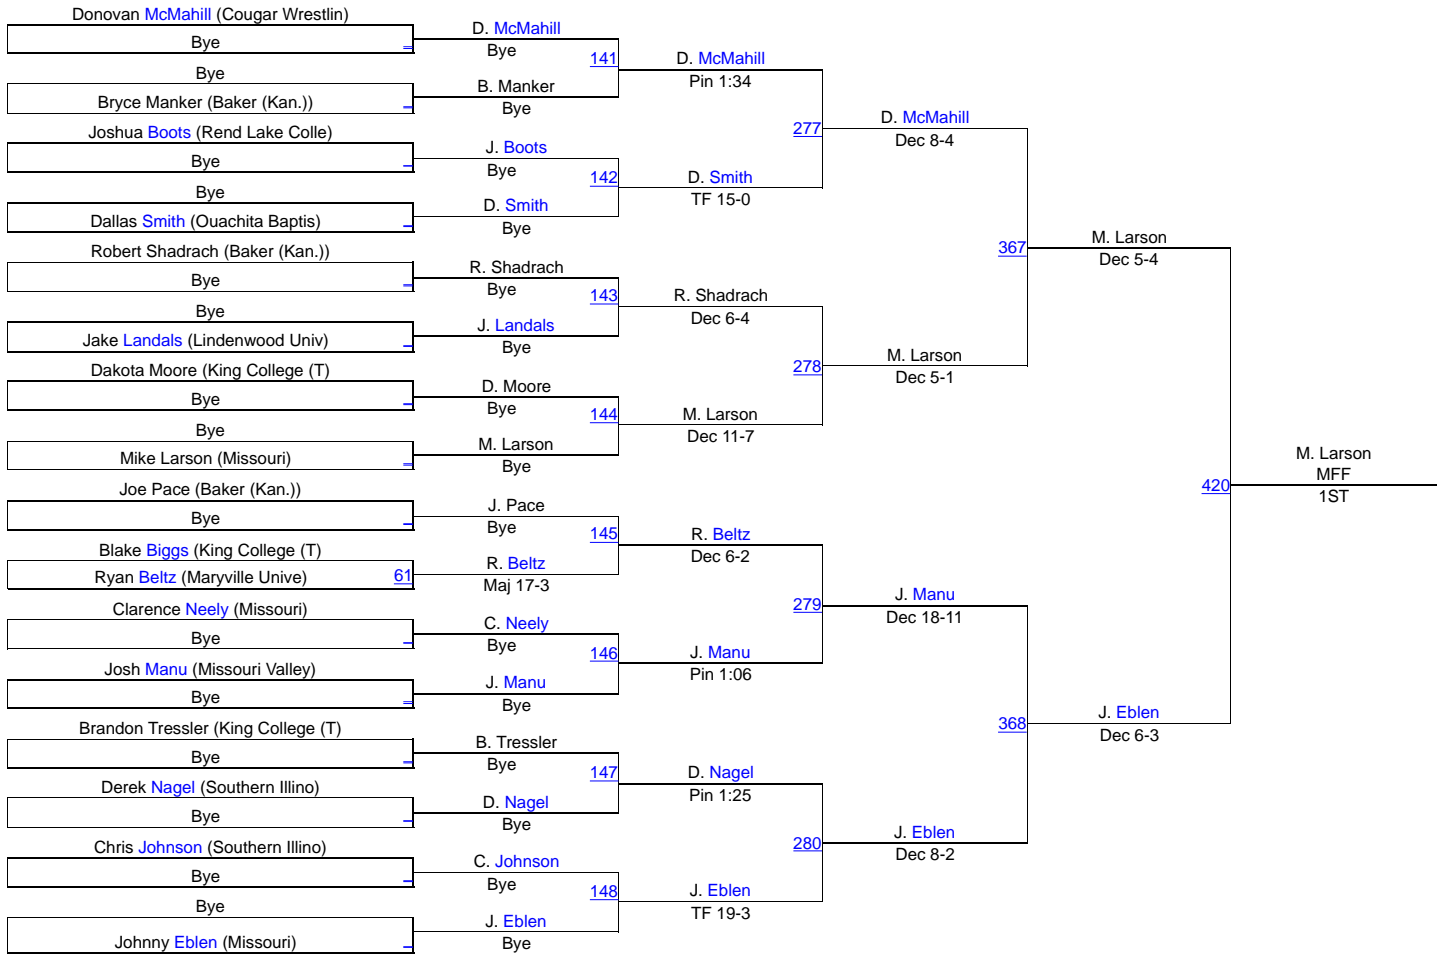 Donovan McMahill (Cougar Wrestlin)
Bye
Bye
Bryce Manker (Baker (Kan.))
Joshua Boots (Rend Lake Colle)
Bye
Bye
Dallas Smith (Ouachita Baptis)
Robert Shadrach (Baker (Kan.))
Bye
Bye
Jake Landals (Lindenwood Univ)
Dakota Moore (King College (T)
Bye
Bye
Mike Larson (Missouri)
Joe Pace (Baker (Kan.))
Bye
Blake Biggs (King College (T)
Ryan Beltz (Maryville Unive)
61
Clarence Neely (Missouri)
Bye
Josh Manu (Missouri Valley)
Bye
Brandon Tressler (King College (T)
Bye
Derek Nagel (Southern Illino)
Bye
Chris Johnson (Southern Illino)
Bye
Bye
Johnny Eblen (Missouri)
D. McMahill
Bye
141
B. Manker
Bye
J. Boots
Bye
142
D. Smith
Bye
R. Shadrach
Bye
143
J. Landals
Bye
D. Moore
Bye
144
M. Larson
Bye
J. Pace
Bye
145
R. Beltz
Maj 17-3
C. Neely
Bye
146
J. Manu
Bye
B. Tressler
Bye
147
D. Nagel
Bye
C. Johnson
Bye
148
J. Eblen
Bye
D. McMahill
Pin 1:34
277
D. Smith
TF 15-0
R. Shadrach
Dec 6-4
278
M. Larson
Dec 11-7
R. Beltz
Dec 6-2
279
J. Manu
Pin 1:06
D. Nagel
Pin 1:25
280
J. Eblen
TF 19-3
D. McMahill
Dec 8-4
367
M. Larson
Dec 5-1
J. Manu
Dec 18-11
368
J. Eblen
Dec 8-2
M. Larson
Dec 5-4
420
J. Eblen
Dec 6-3
M. Larson
MFF
1ST